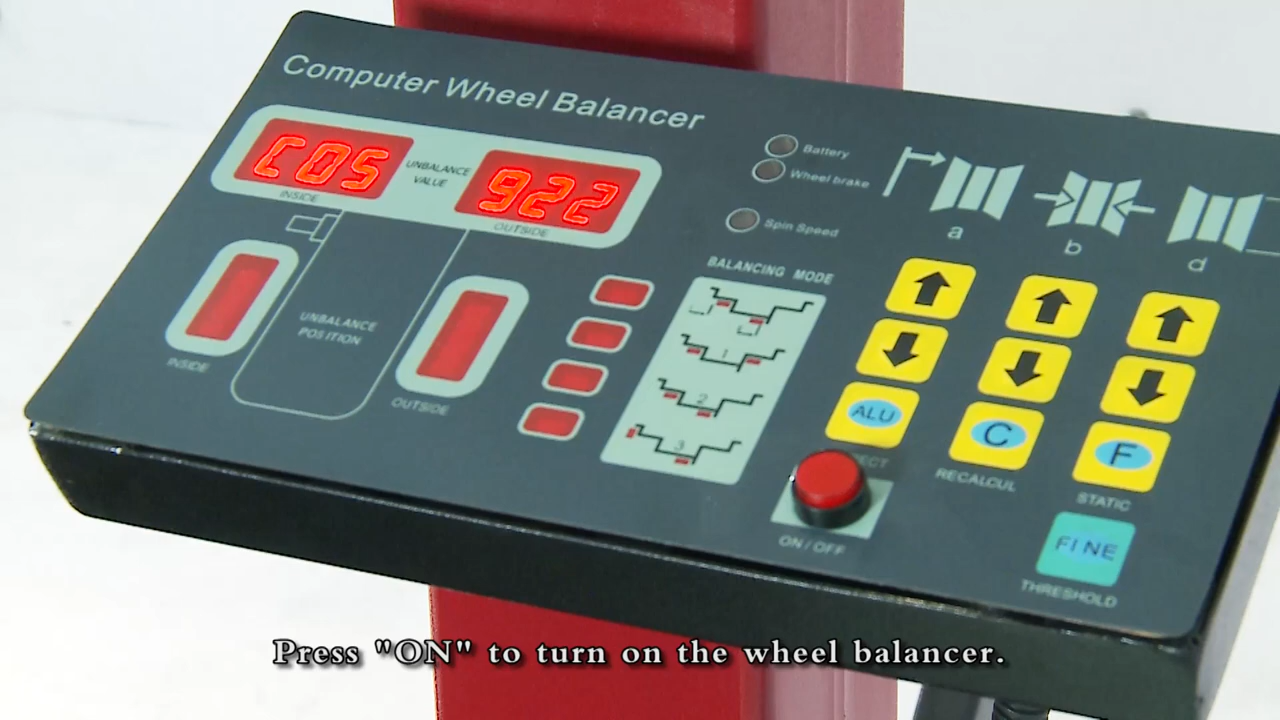 Computer Wheel Balancer
C05
UNBALANCE
VALUE
922
INSIDE
OUTSIDE
Battery
Wheel brake
Spin Speed
a
b
d
BALANCING MODE
UNBALANCE
POSITION
INSIDE
OUTSIDE
1
2
3
ALU
C
F
RECALCUL
STATIC
ON / OFF
FINE
THRESHOLD
Press "ON" to turn on the wheel balancer.